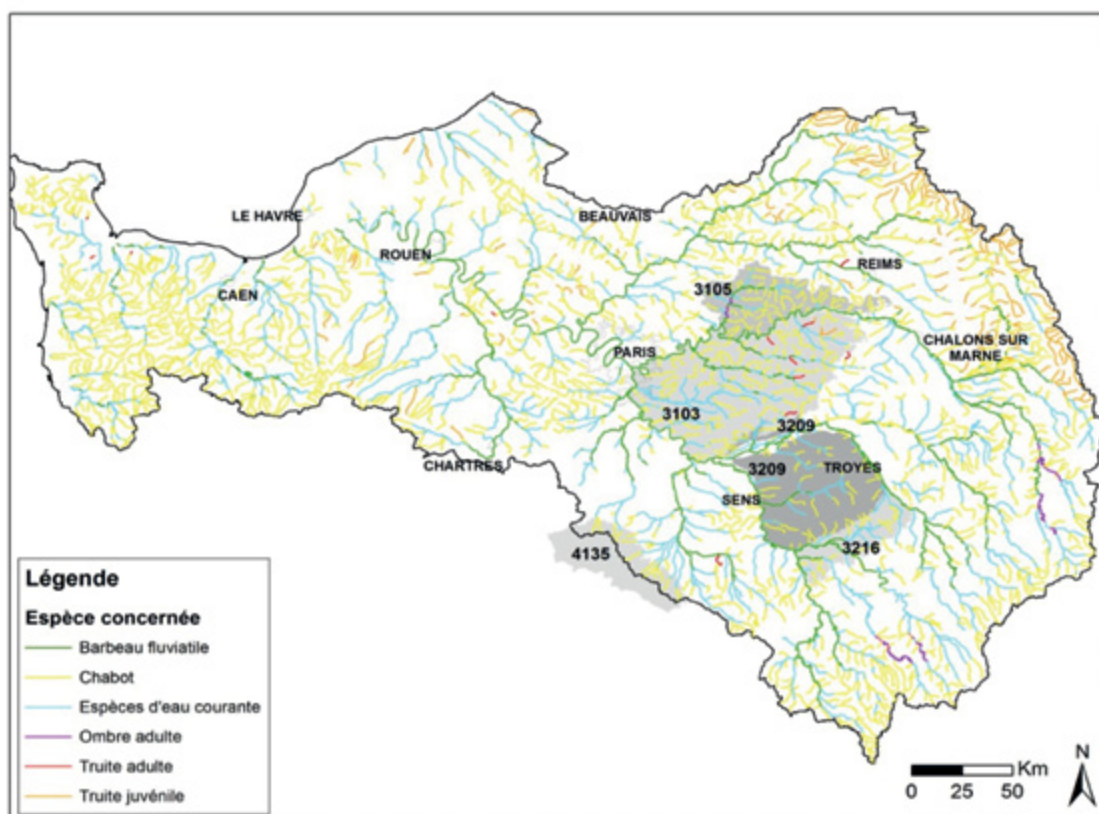 LE HAVRE
BEAUVAIS
ROUEN
REIMS
CAEN
3105
CHALONS SUR
MARNE
PARIS
3103
3209
CHARTRES
3209
TROYES
SENS
4135
3216
Légende
Espèce concernée
Barbeau fluviatile
Chabot
Espèces d'eau courante
Ombre adulte
Truite adulte
Truite juvénile
N
Km
0 25 50